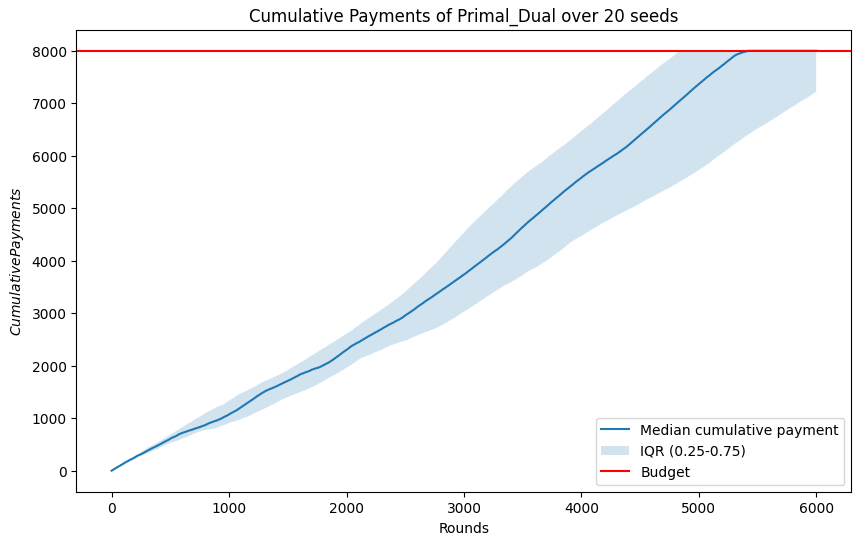 Cumulative Payments of Primal_Dual over 20 seeds
8000
7000
6000
5000
4000
3000
2000
1000
0
CumulativePayments
Median cumulative payment
IQR (0.25-0.75)
Budget
0 1000 2000 3000 4000 5000 6000
Rounds